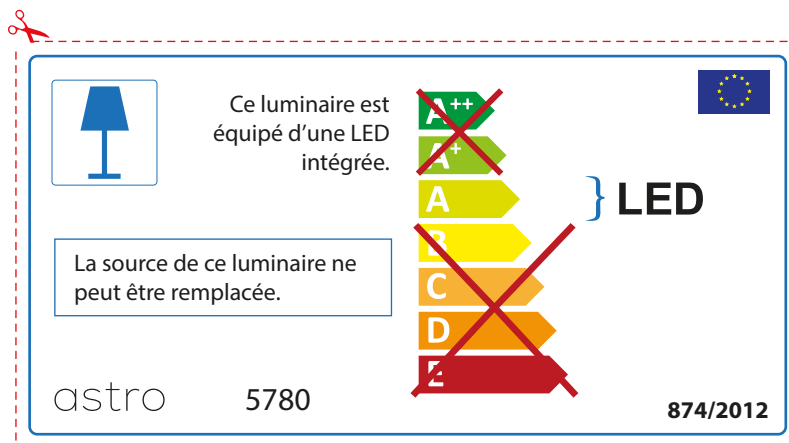 Ce luminaire est
équipé d’une LED
intégrée.
A++
A+
A
B
C
D
E
LED
La source de ce luminaire ne
peut être remplacée.
astro
5780
874/2012